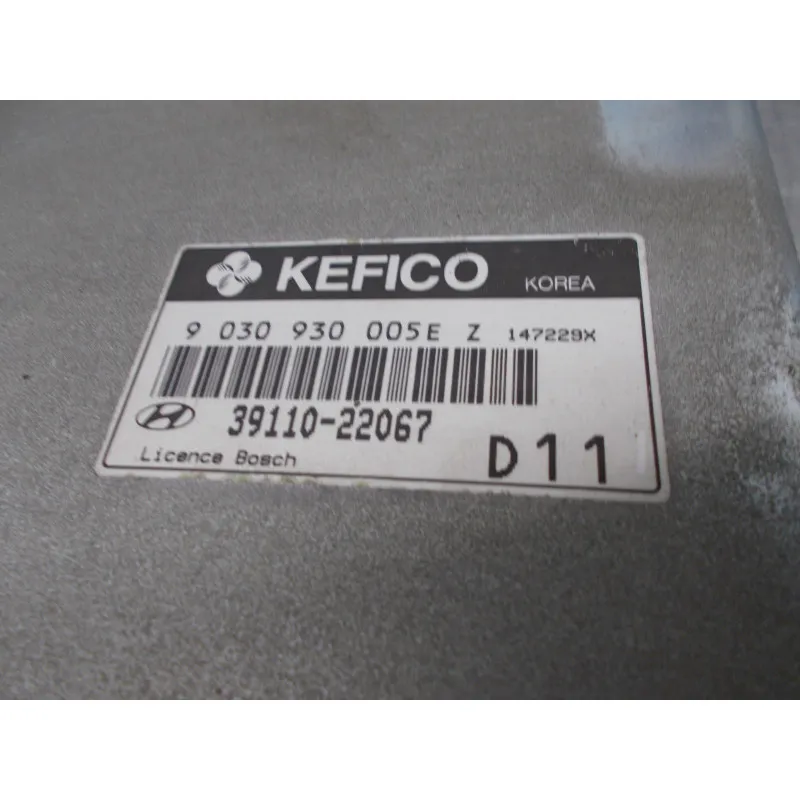 KEFICO KOREA
9 030 930 005E Z 147229X
39110-22067
Licence Bosch D11